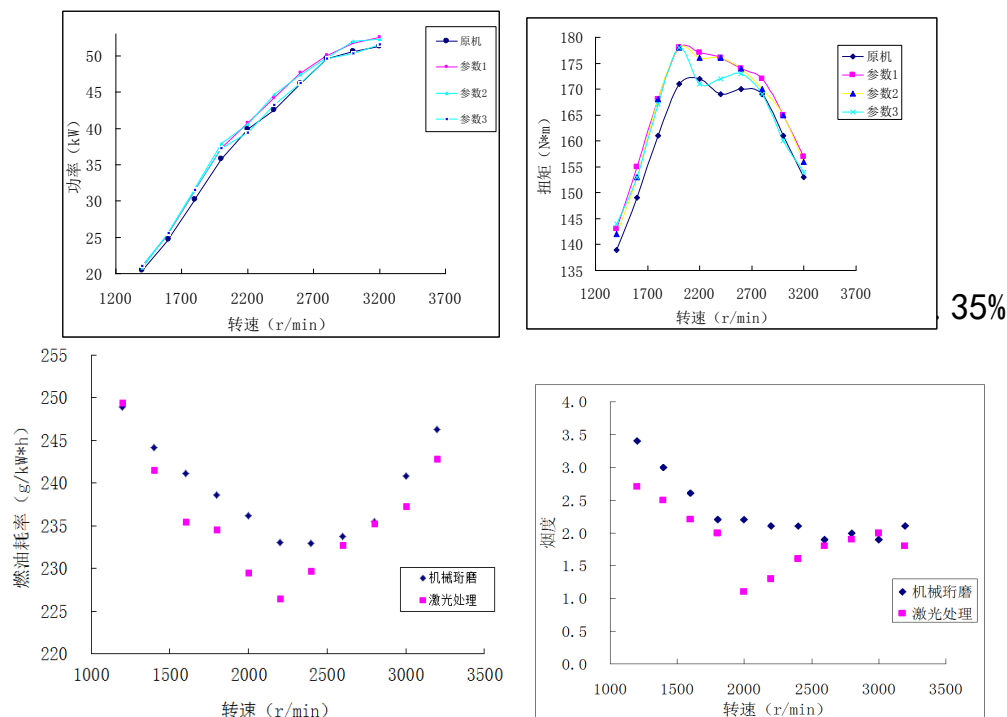 功率（kW）
50
45
40
35
30
25
20
1200 1700 2200 2700 3200 3700
转速（r/min）
原机
参数1
参数2
参数3
扭矩（N*m）
180
175
170
165
160
155
150
145
140
135
1200 1700 2200 2700 3200 3700
转速（r/min）
原机
参数1
参数2
参数3
35%
燃油耗率（g/kW*h）
255
250
245
240
235
230
225
220
1000 1500 2000 2500 3000 3500
转速（r/min）
机械珩磨
激光处理
烟度
4.0
3.5
3.0
2.5
2.0
1.5
1.0
0.5
0.0
1000 1500 2000 2500 3000 3500
转速（r/min）
机械珩磨
激光处理